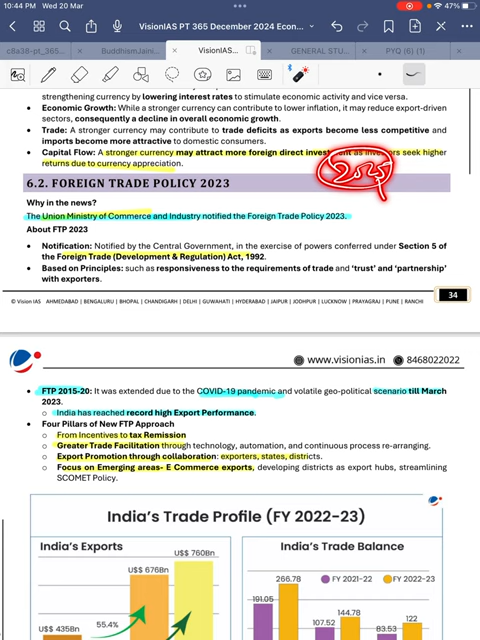 10:44 PM Wed 20 Mar
47%
VisionIAS PT 365 December 2024 Econ...
c8a38-pt_365...
BuddhismJaini...
VisionIAS...
GENERAL STU...
PYQ (6) (1)
strengthening currency by lowering interest rates to stimulate economic activity and vice versa.
• Economic Growth: While a stronger currency can contribute to lower inflation, it may reduce export-driven
sectors, consequently a decline in overall economic growth.
• Trade: A stronger currency may contribute to trade deficits as exports become less competitive and
imports become more attractive to domestic consumers.
• Capital Flow: A stronger currency may attract more foreign direct investment as investors seek higher
returns due to currency appreciation.
6.2. FOREIGN TRADE POLICY 2023
Why in the news?
The Union Ministry of Commerce and Industry notified the Foreign Trade Policy 2023.
About FTP 2023
• Notification: Notified by the Central Government, in the exercise of powers conferred under Section 5 of
the Foreign Trade (Development & Regulation) Act, 1992.
• Based on Principles: such as responsiveness to the requirements of trade and 'trust' and 'partnership'
with exporters.
© Vision IAS AHMEDABAD | BENGALURU | BHOPAL | CHANDIGARH | DELHI | GUWAHATI | HYDERABAD | JAIPUR | JODHPUR | LUCKNOW | PRAYAGRAJ | PUNE | RANCHI
34
www.visionias.in
8468022022
• FTP 2015-20: It was extended due to the COVID-19 pandemic and volatile geo-political scenario till March
2023.
o India has reached record high Export Performance.
• Four Pillars of New FTP Approach
o From Incentives to tax Remission
o Greater Trade Facilitation through technology, automation, and continuous process re-arranging.
o Export Promotion through collaboration: exporters, states, districts.
o Focus on Emerging areas- E Commerce exports, developing districts as export hubs, streamlining
SCOMET Policy.
India's Trade Profile (FY 2022-23)
India's Exports
US$ 760Bn
US$ 676Bn
US$ 435Bn
55.4%
India's Trade Balance
FY 2021-22
FY 2022-23
266.78
191.05
144.78
107.52
122
83.53